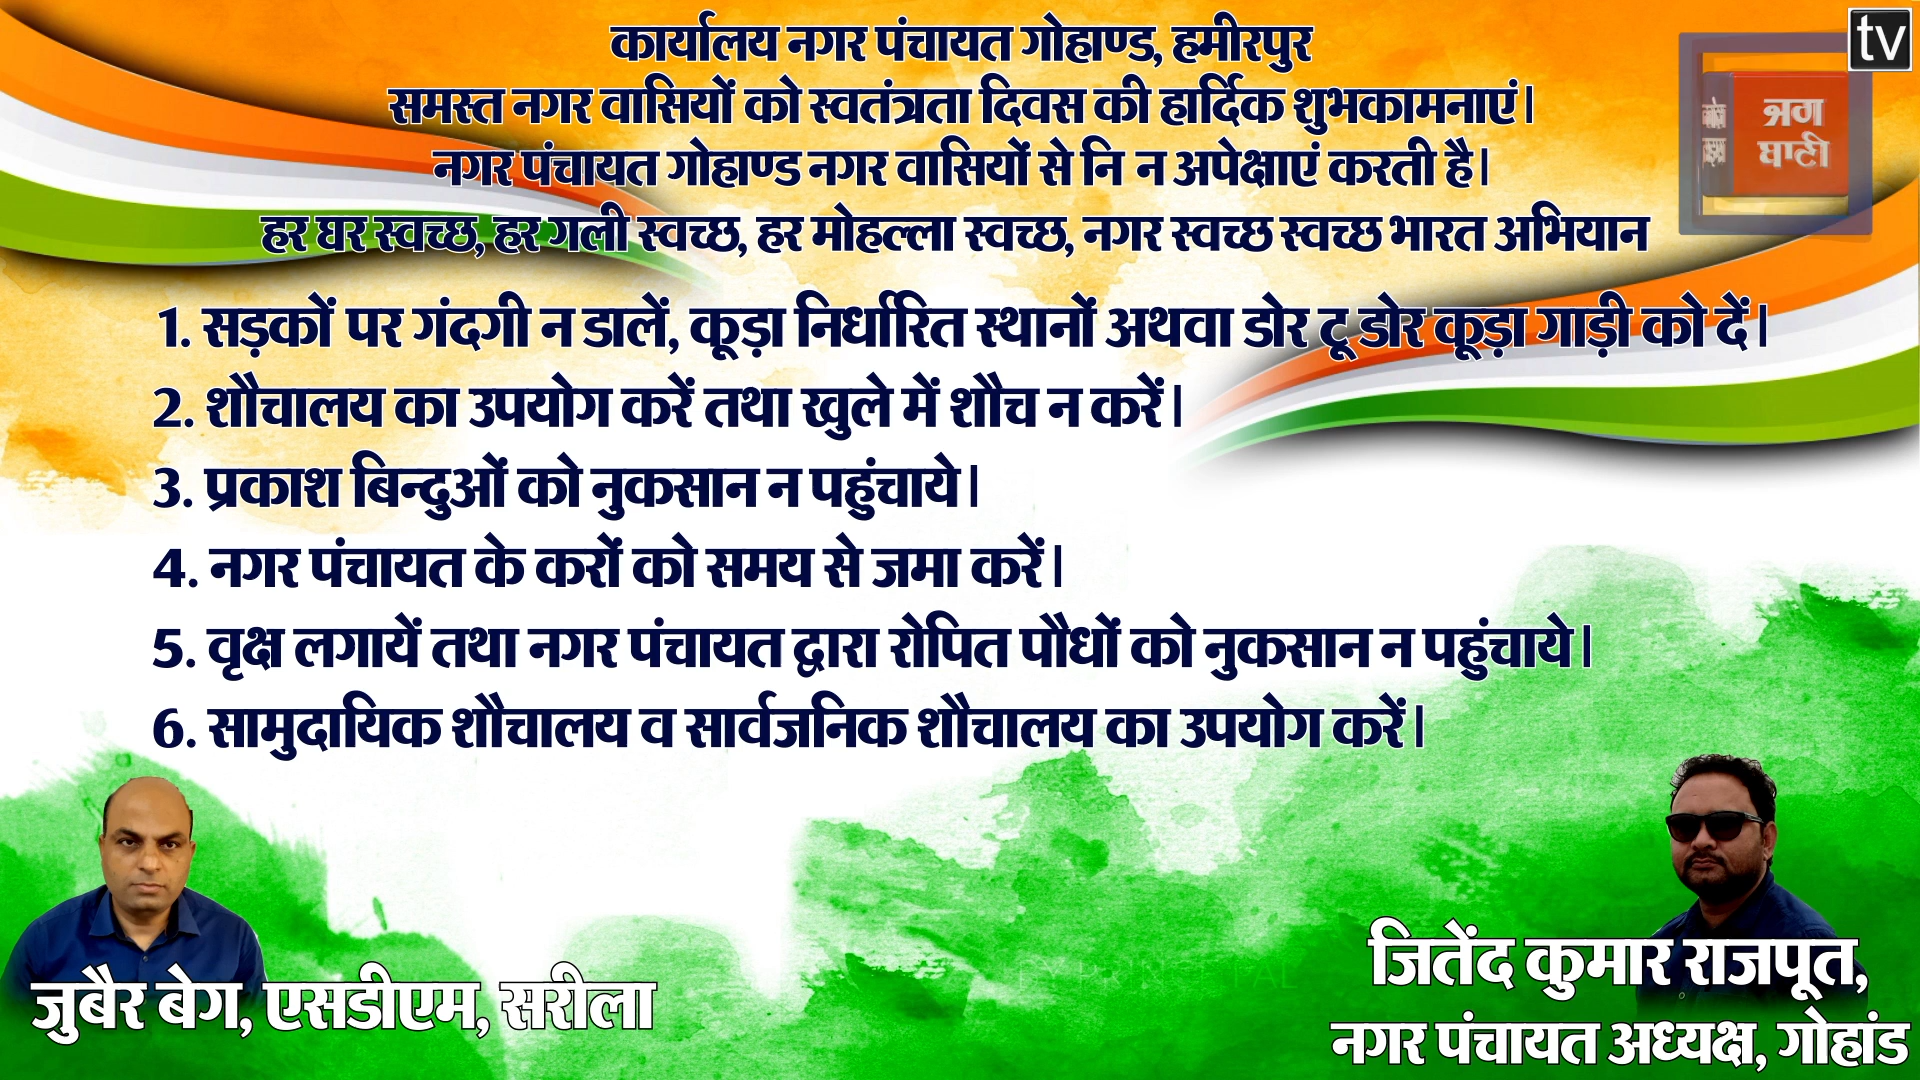 कार्यालय नगर पंचायत गोहाण्ड, हमीरपुर
समस्त नगर वासियों को स्वतंत्रता दिवस की हार्दिक शुभकामनाएं।
नगर पंचायत गोहाण्ड नगर वासियों से नि न अपेक्षाएं करती है।
हर घर स्वच्छ, हर गली स्वच्छ, हर मोहल्ला स्वच्छ, नगर स्वच्छ स्वच्छ भारत अभियान
1. सड़कों पर गंदगी न डालें, कूड़ा निर्धारित स्थानों अथवा डोर टू डोर कूड़ा गाड़ी को दें।
2. शौचालय का उपयोग करें तथा खुले में शौच न करें।
3. प्रकाश बिन्दुओं को नुकसान न पहुंचाये।
4. नगर पंचायत के करों को समय से जमा करें।
5. वृक्ष लगायें तथा नगर पंचायत द्वारा रोपित पौधों को नुकसान न पहुंचाये।
6. सामुदायिक शौचालय व सार्वजनिक शौचालय का उपयोग करें।
जुबैर बेग, एसडीएम, सरीला
जितेंद कुमार राजपूत,
नगर पंचायत अध्यक्ष, गोहांड
tv